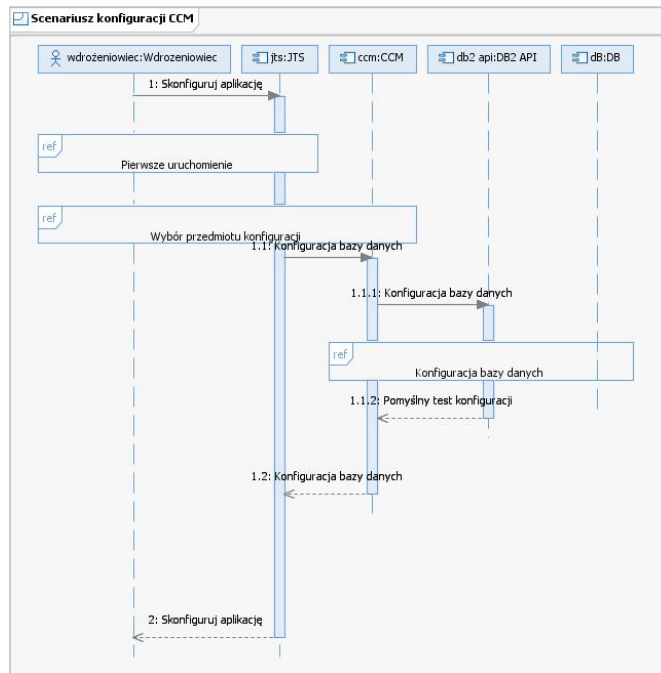 Scenariusz konfiguracji CCM
wdrożeniowiec:Wdrozeniowiec
jts:JTS
ccm:CCM
db2 api:DB2 API
dB:DB
1: Skonfiguruj aplikację
ref
Pierwsze uruchomienie
ref
Wybór przedmiotu konfiguracji
1.1: Konfiguracja bazy danych
1.1.1: Konfiguracja bazy danych
ref
Konfiguracja bazy danych
1.1.2: Pomyślny test konfiguracji
1.2: Konfiguracja bazy danych
2: Skonfiguruj aplikację